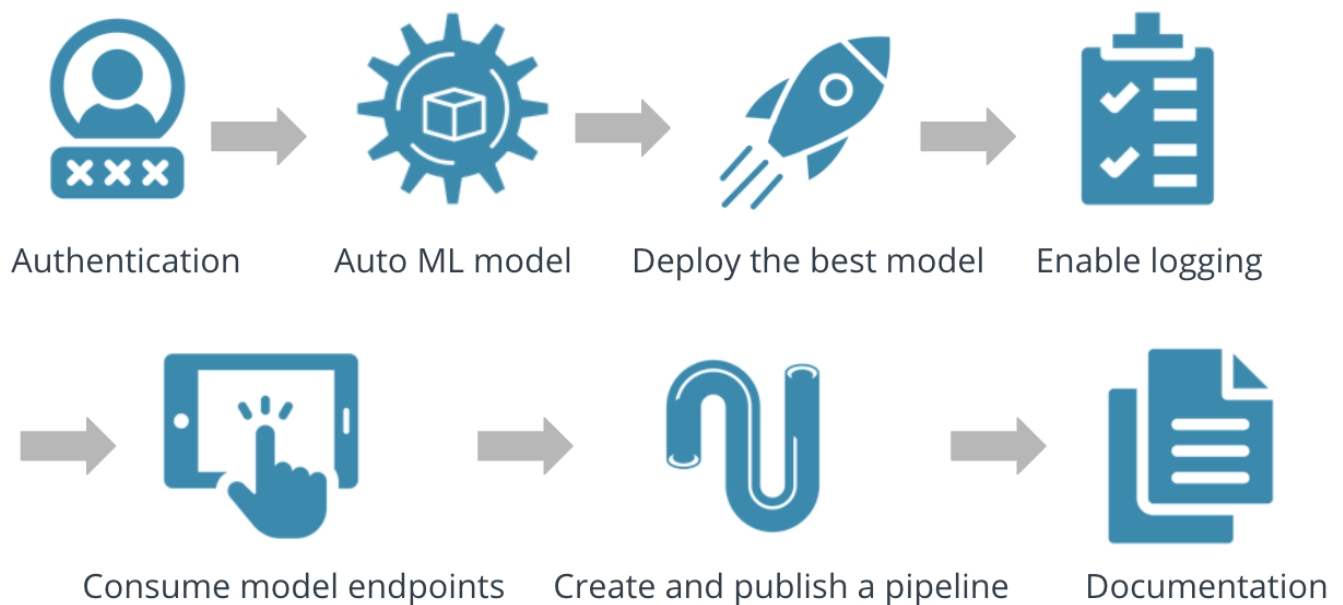 Authentication
Auto ML model
Deploy the best model
Enable logging
Consume model endpoints
Create and publish a pipeline
Documentation